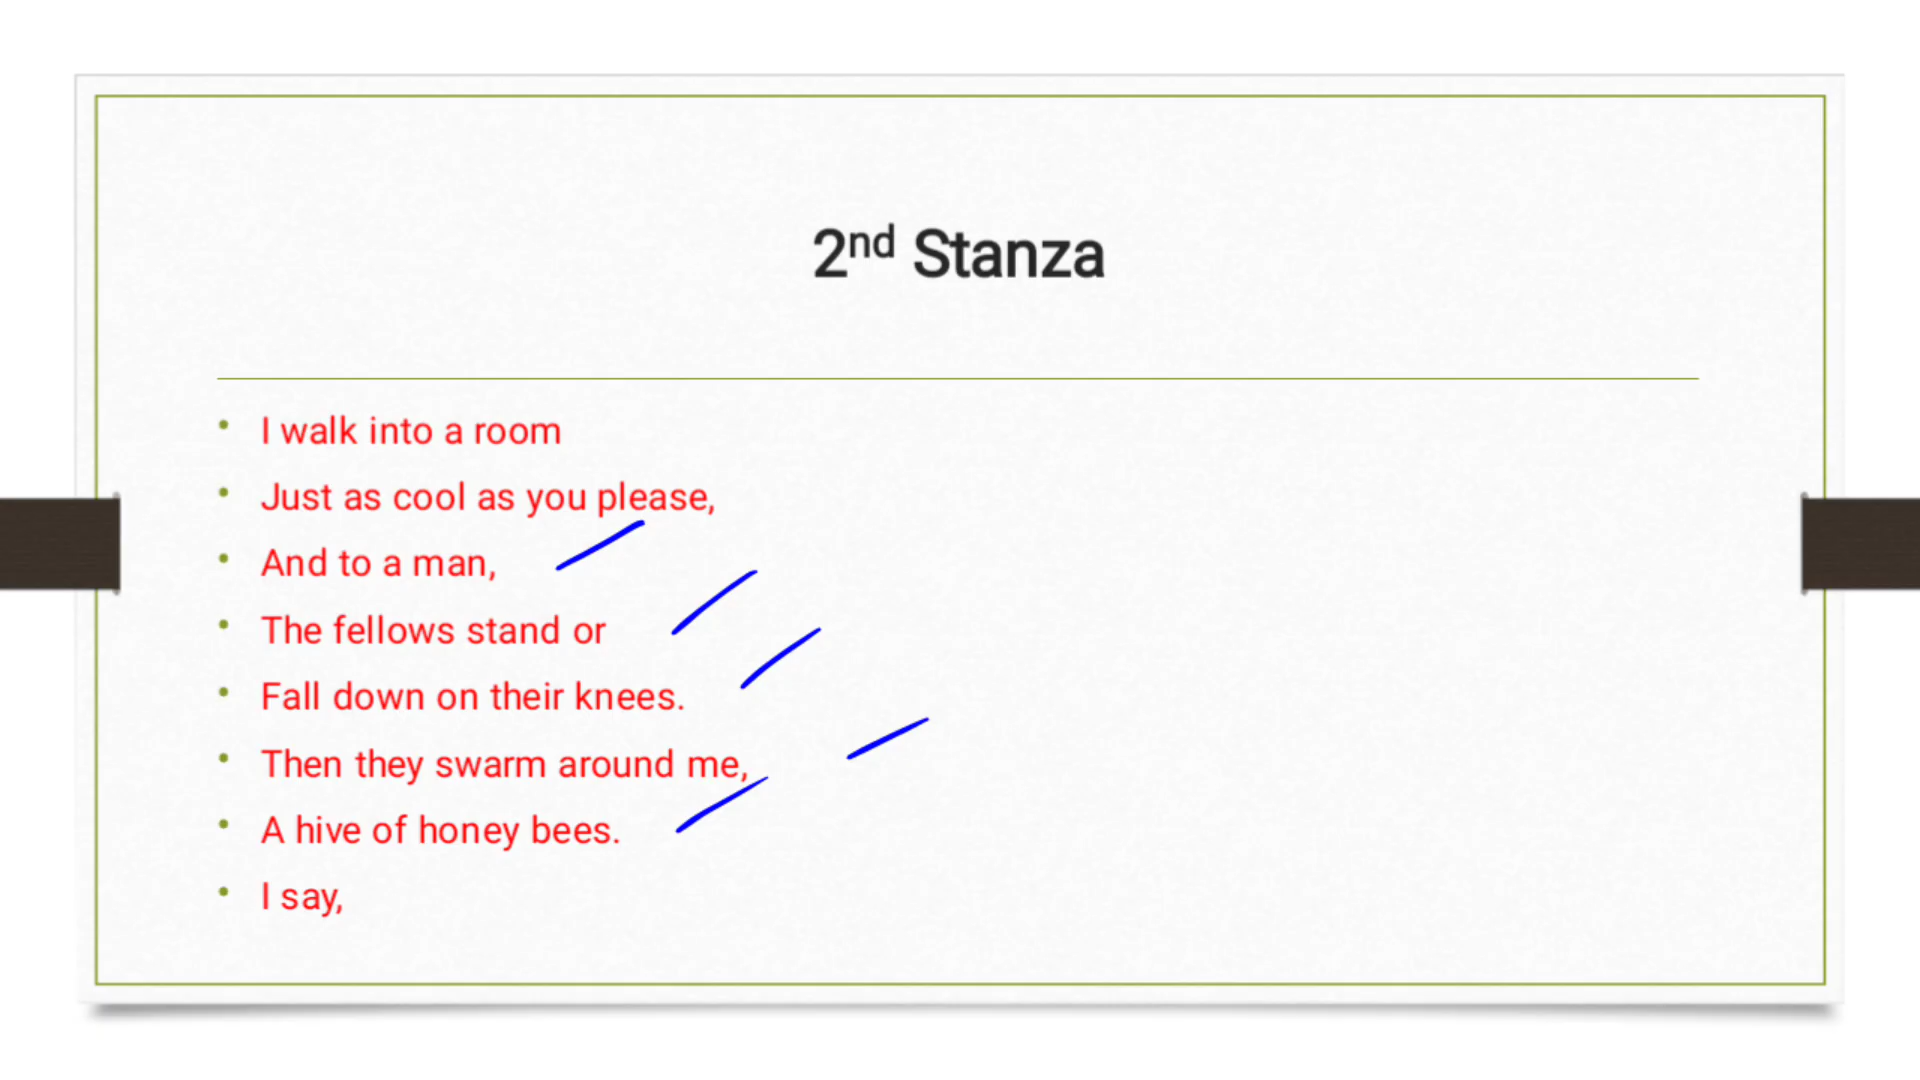 2nd Stanza
• I walk into a room
• Just as cool as you please,
• And to a man,
• The fellows stand or
• Fall down on their knees.
• Then they swarm around me,
• A hive of honey bees.
• I say,